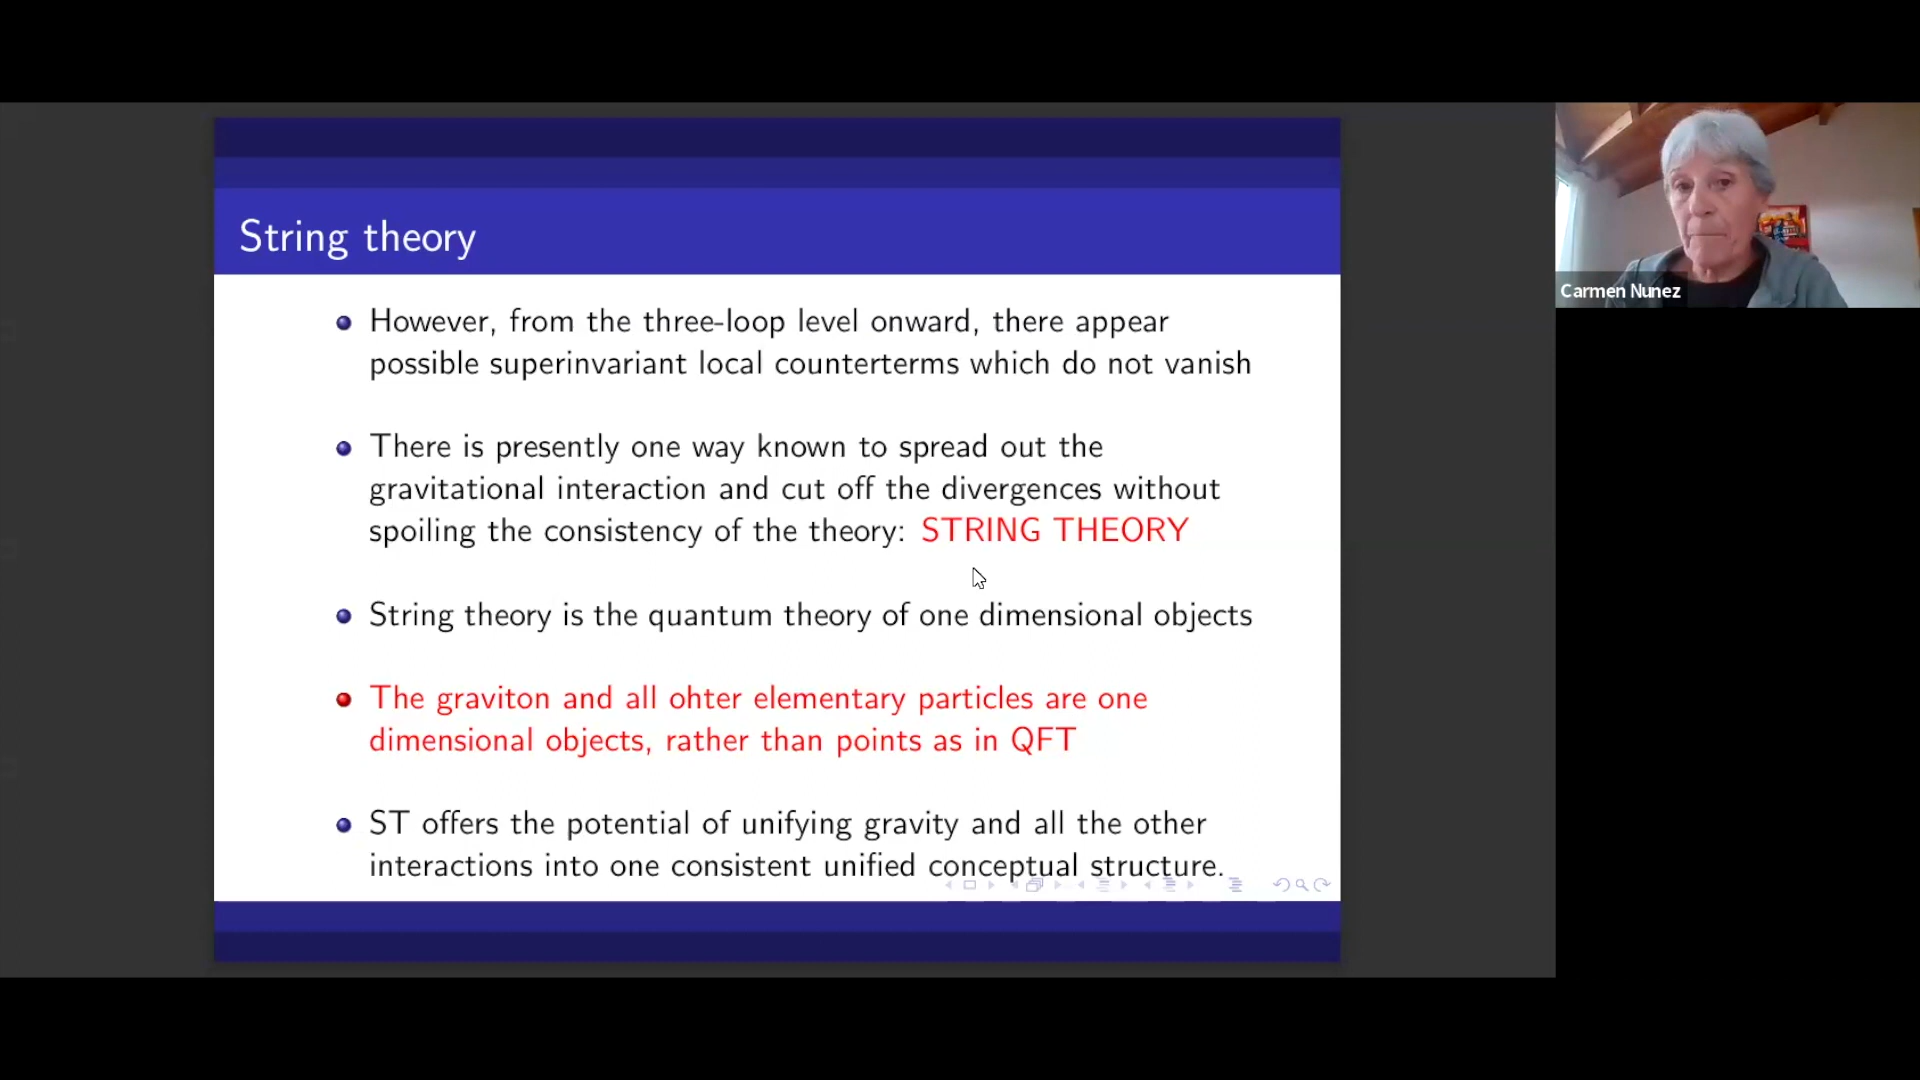 String theory
However, from the three-loop level onward, there appear
possible superinvariant local counterterms which do not vanish
There is presently one way known to spread out the
gravitational interaction and cut off the divergences without
spoiling the consistency of the theory: STRING THEORY
String theory is the quantum theory of one dimensional objects
The graviton and all ohter elementary particles are one
dimensional objects, rather than points as in QFT
ST offers the potential of unifying gravity and all the other
interactions into one consistent unified conceptual structure.
Carmen Nunez